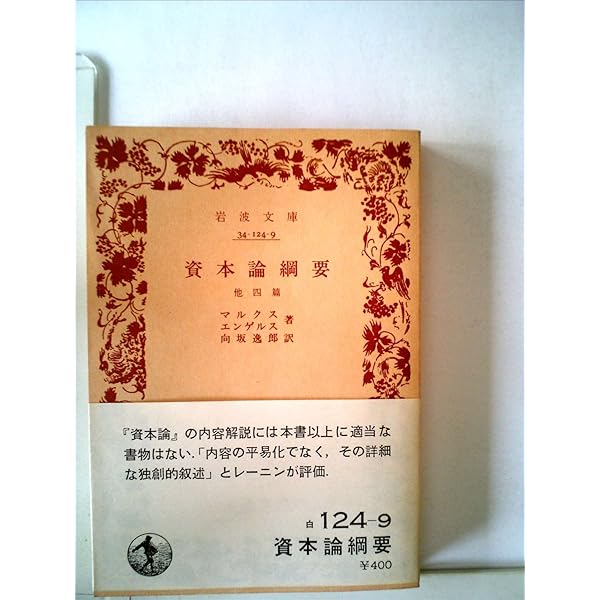 岩波文庫
34-124-9
資本論綱要
他四篇
マルクス
エンゲルス著
向坂逸郎訳
『資本論』の内容解説には本書以上に適当な
書物はない.「内容の平易化でなく,その詳細
な独創的叙述」とレーニンが評価.
白 124-9
資本論綱要
¥400